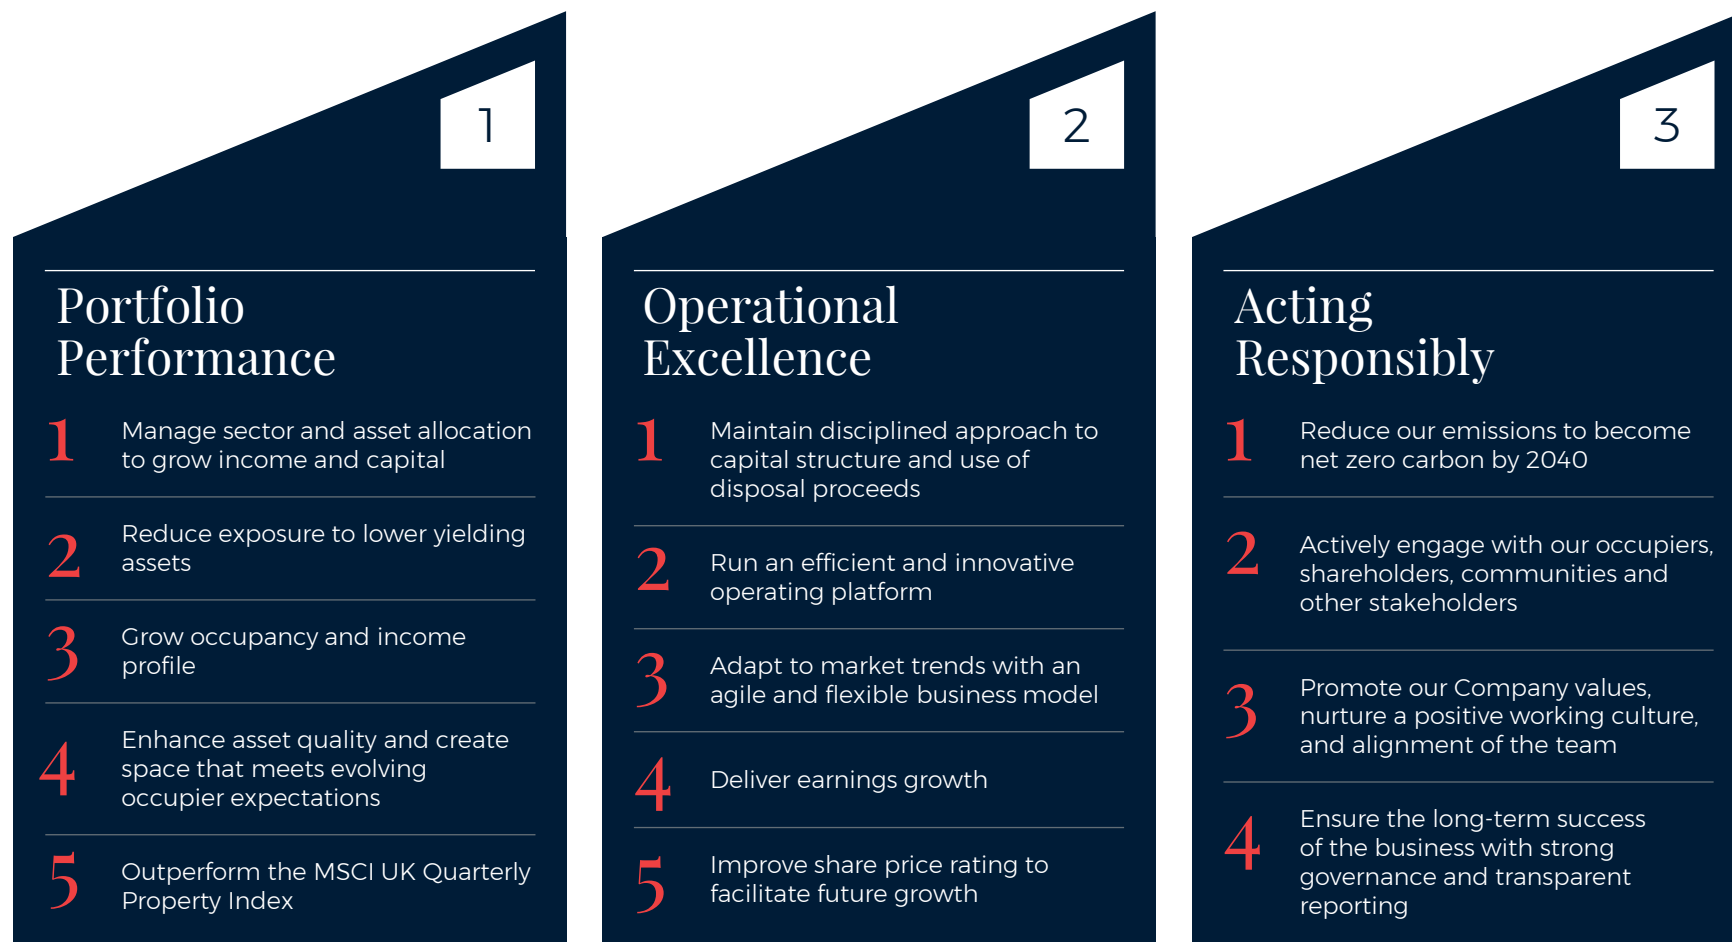 1
Portfolio
Performance
1
Manage sector and asset allocation
to grow income and capital
2
Reduce exposure to lower yielding
assets
3
Grow occupancy and income
profile
4
Enhance asset quality and create
space that meets evolving
occupier expectations
5
Outperform the MSCI UK Quarterly
Property Index
2
Operational
Excellence
1
Maintain disciplined approach to
capital structure and use of
disposal proceeds
2
Run an efficient and innovative
operating platform
3
Adapt to market trends with an
agile and flexible business model
4
Deliver earnings growth
5
Improve share price rating to
facilitate future growth
3
Acting
Responsibly
1
Reduce our emissions to become
net zero carbon by 2040
2
Actively engage with our occupiers,
shareholders, communities and
other stakeholders
3
Promote our Company values,
nurture a positive working culture,
and alignment of the team
4
Ensure the long-term success
of the business with strong
governance and transparent
reporting